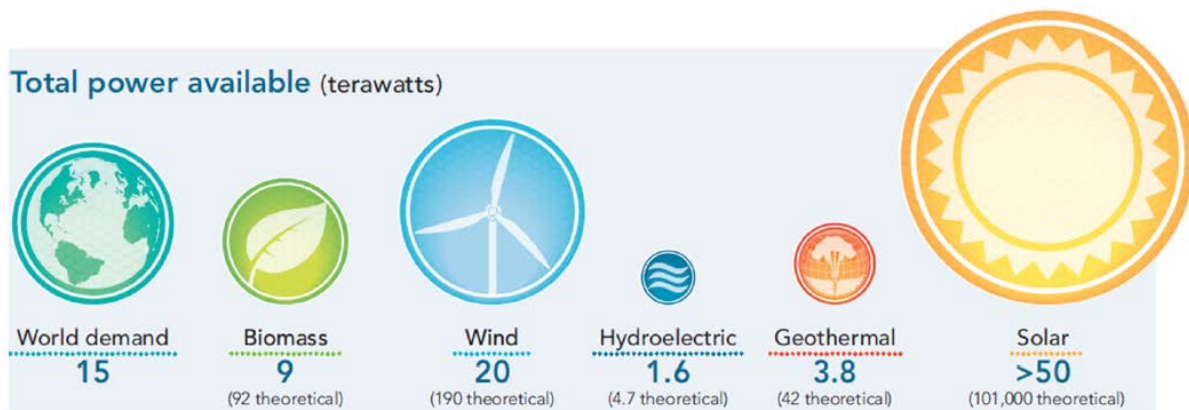 Total power available (terawatts)
World demand
15
Biomass
9
(92 theoretical)
Wind
20
(190 theoretical)
Hydroelectric
1.6
(4.7 theoretical)
Geothermal
3.8
(42 theoretical)
Solar
>50
(101,000 theoretical)